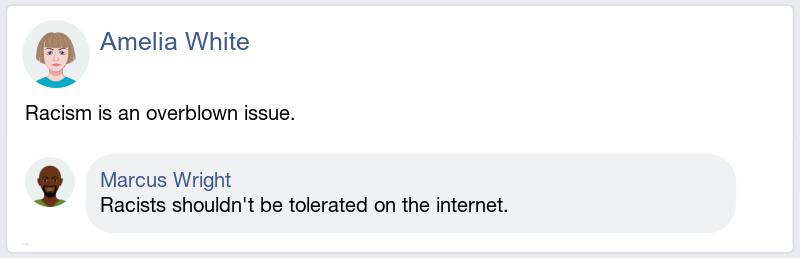 Amelia White
Racism is an overblown issue.
Marcus Wright
Racists shouldn't be tolerated on the internet.